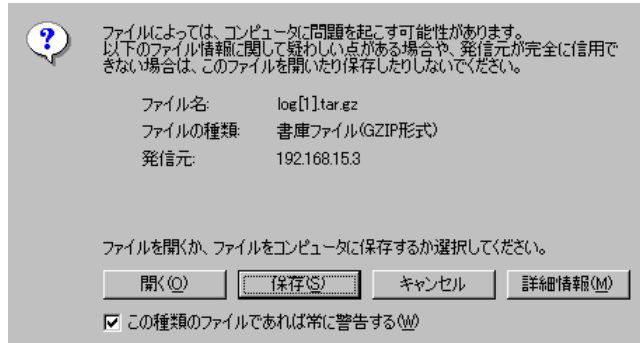 ファイルによっては、コンピュータに問題を起こす可能性があります。
以下のファイル情報に関して疑わしい点がある場合や、発信元が完全に信用で
きない場合は、このファイルを開いたり保存したりしないでください。
ファイル名: log[1].tar.gz
ファイルの種類: 書庫ファイル(GZIP形式)
発信元: 192.168.15.3
ファイルを開くか、ファイルをコンピュータに保存するか選択してください。
開く(O) 保存(S) キャンセル 詳細情報(M)
この種類のファイルであれば常に警告する(W)